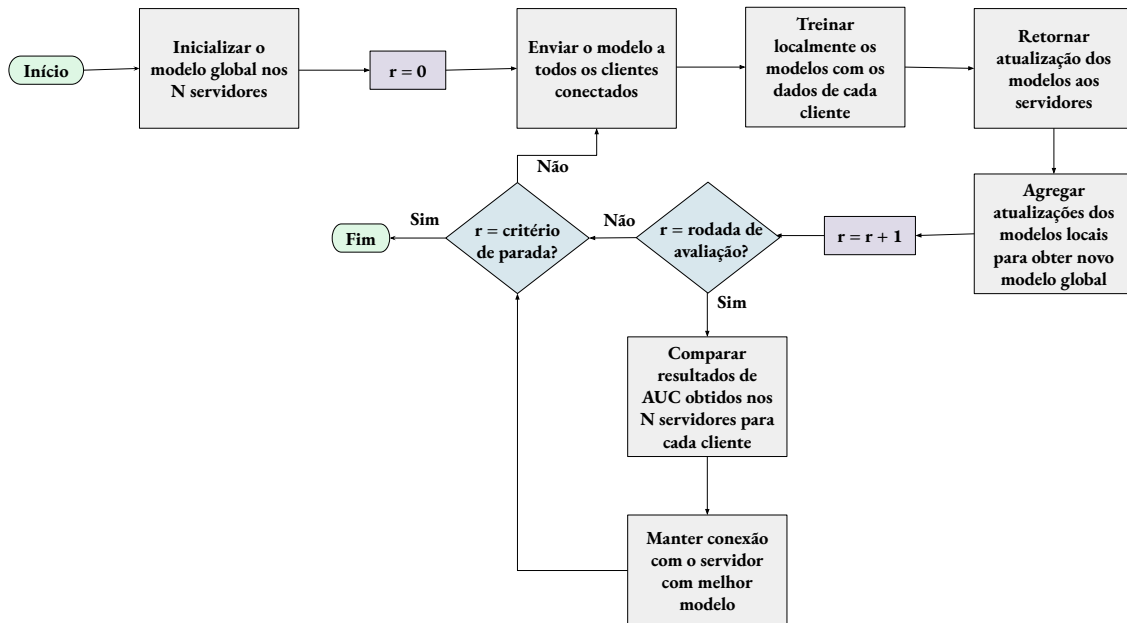 Início
Inicializar o
modelo global nos
N servidores
r = 0
Enviar o modelo a
todos os clientes
conectados
Treinar
localmente os
modelos com os
dados de cada
cliente
Retornar
atualização dos
modelos aos
servidores
Agregar
atualizações dos
modelos locais
para obter novo
modelo global
r = r + 1
r = rodada de
avaliação?
Não
Sim
r = critério
de parada?
Não
Sim
Fim
Comparar
resultados de
AUC obtidos nos
N servidores para
cada cliente
Manter conexão
com o servidor
com melhor
modelo